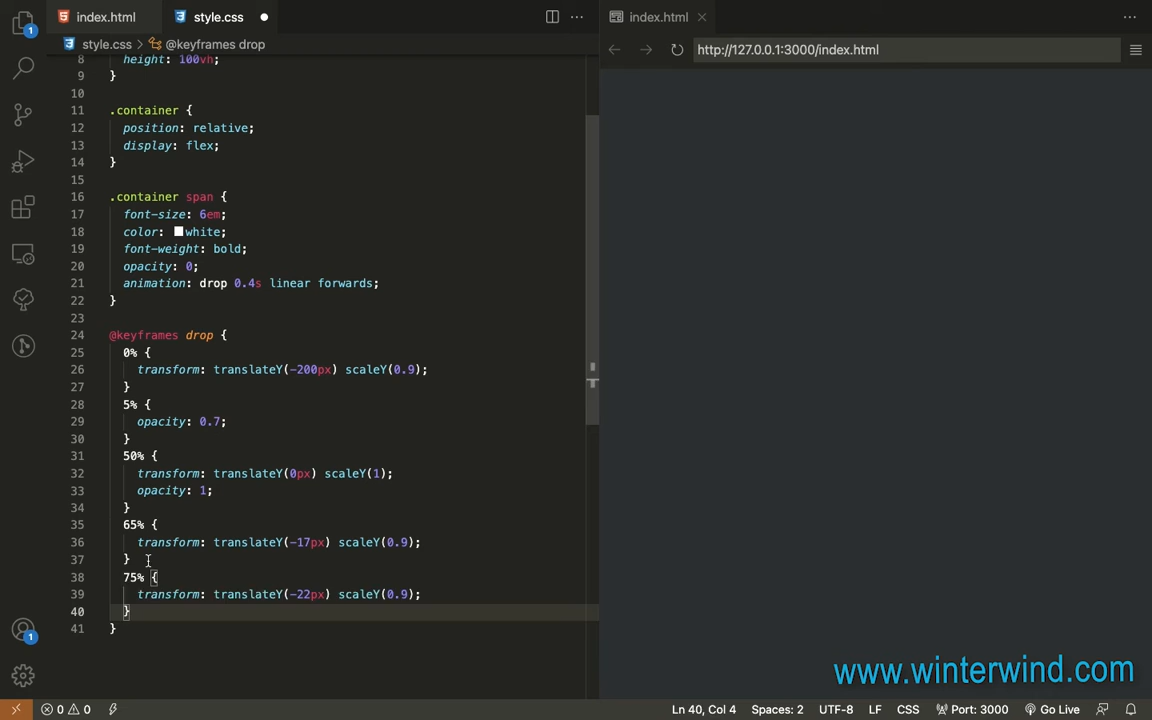 index.html
style.css
index.html
style.css > @keyframes drop
http://127.0.0.1:3000/index.html
8 height: 100vh;
9 }
10
11 .container {
12 position: relative;
13 display: flex;
14 }
15
16 .container span {
17 font-size: 6em;
18 color: white;
19 font-weight: bold;
20 opacity: 0;
21 animation: drop 0.4s linear forwards;
22 }
23
24 @keyframes drop {
25 0% {
26 transform: translateY(-200px) scaleY(0.9);
27 }
28 5% {
29 opacity: 0.7;
30 }
31 50% {
32 transform: translateY(0px) scaleY(1);
33 opacity: 1;
34 }
35 65% {
36 transform: translateY(-17px) scaleY(0.9);
37 }
38 75% {
39 transform: translateY(-22px) scaleY(0.9);
40 }
41 }
1
1
www.winterwind.com
0 0
Ln 40, Col 4
Spaces: 2
UTF-8
LF
CSS
Port: 3000
Go Live